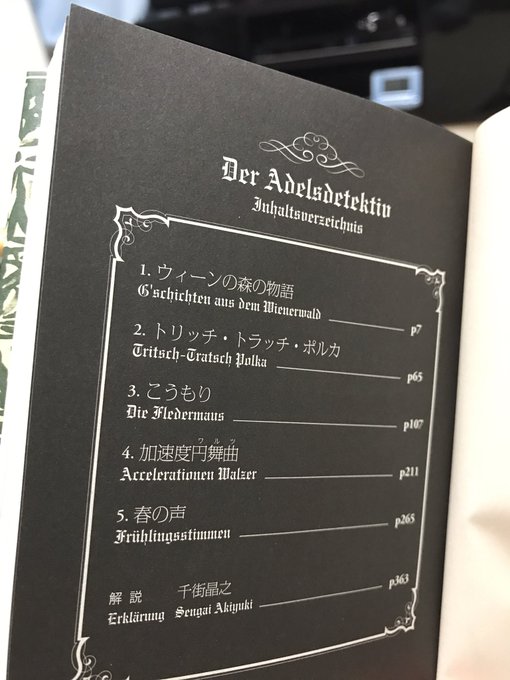 Der Adelsdetektiv
Inhaltsverzeichnis
1. ウィーンの森の物語
G'schichten aus dem Wienerwald
p7
2. トリッチ・トラッチ・ポルカ
Tritsch-Tratsch Polka
p65
3. こうもり
Die Fledermaus
p107
ワルツ
4. 加速度円舞曲
Accelerationen Walzer
p211
5. 春の声
Frühlingsstimmen
p265
解説 千街晶之
Erklärung Sengai Akiyuki
p363